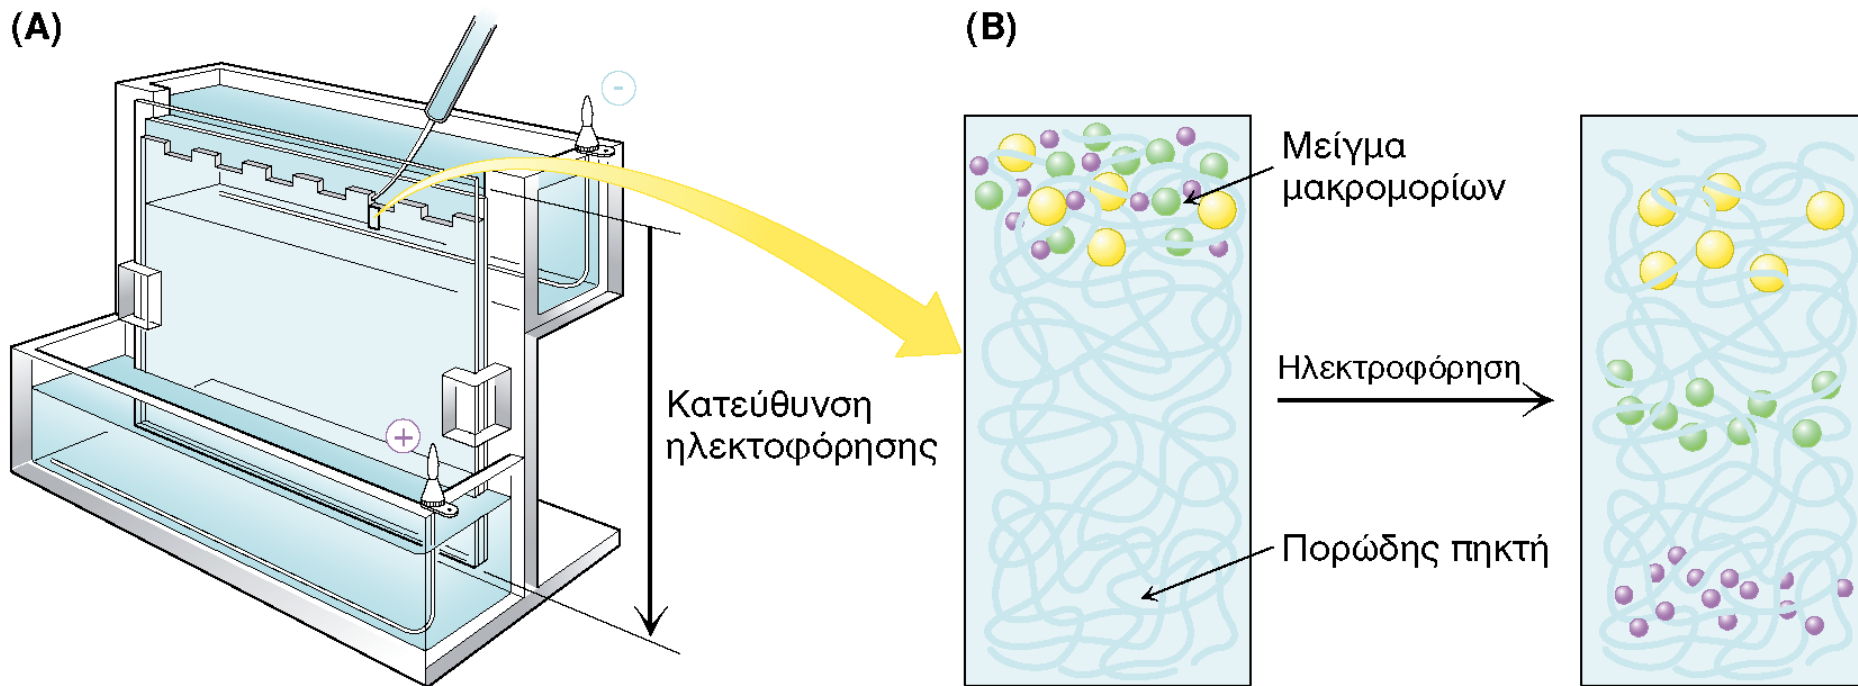 (A)
-
+
Κατεύθυνση
ηλεκτοφόρησης
(B)
Μείγμα
μακρομορίων
Ηλεκτροφόρηση
Πορώδης πηκτή